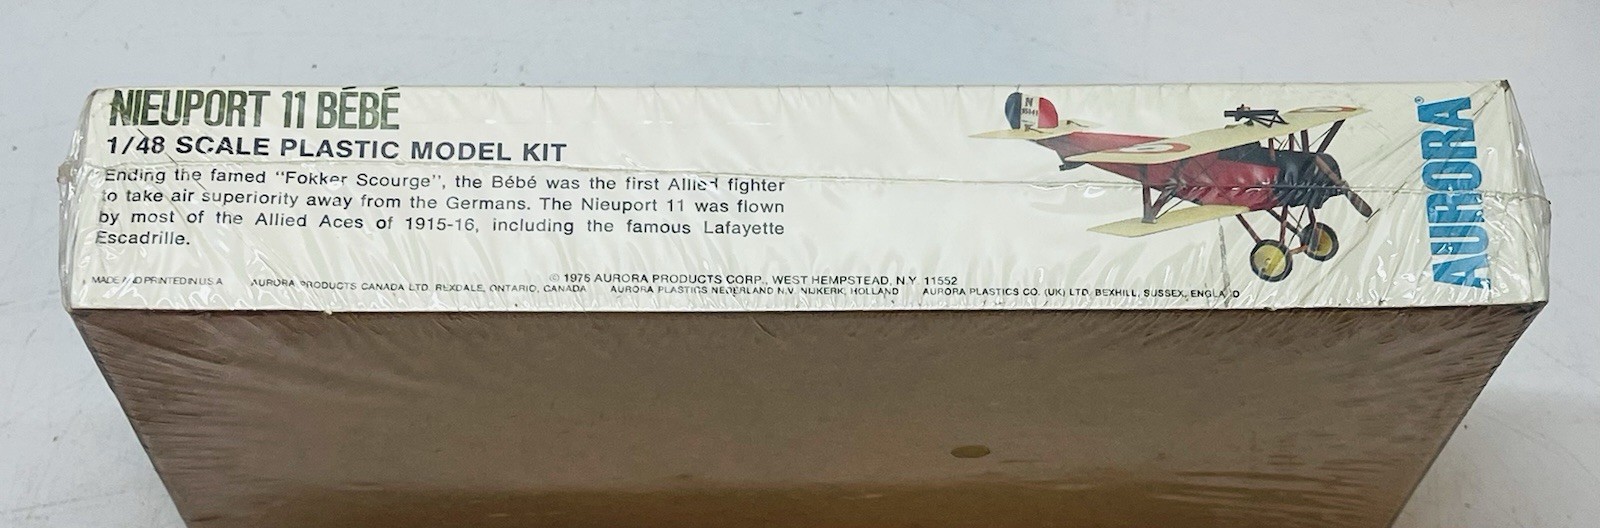 NIEUPORT 11 BÉBÉ
1/48 SCALE PLASTIC MODEL KIT
Ending the famed "Fokker Scourge", the Bébé was the first Allied fighter
to take air superiority away from the Germans. The Nieuport 11 was flown
by most of the Allied Aces of 1915-16, including the famous Lafayette
Escadrille.
© 1976 AURORA PRODUCTS CORP., WEST HEMPSTEAD, N.Y. 11552
MADE AND PRINTED IN U.S.A. AURORA PRODUCTS CANADA LTD. REXDALE, ONTARIO, CANADA AURORA PLASTICS NEDERLAND N.V. NIJKERK, HOLLAND AURORA PLASTICS CO. (UK) LTD. BEXHILL, SUSSEX, ENGLAND
N
5
AURORA®